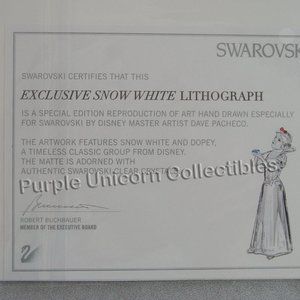 SWAROVSKI
SWAROVSKI CERTIFIES THAT THIS
EXCLUSIVE SNOW WHITE LITHOGRAPH
IS A SPECIAL EDITION REPRODUCTION OF ART HAND DRAWN ESPECIALLY
FOR SWAROVSKI BY DISNEY MASTER ARTIST DAVE PACHECO.
THE ARTWORK FEATURES SNOW WHITE AND DOPEY,
A TIMELESS CLASSIC GROUP FROM DISNEY.
THE MATTE IS ADORNED WITH
AUTHENTIC SWAROVSKI CLEAR CRYSTALS.
Purple Unicorn Collectibles
ROBERT BUCHBAUER
MEMBER OF THE EXECUTIVE BOARD